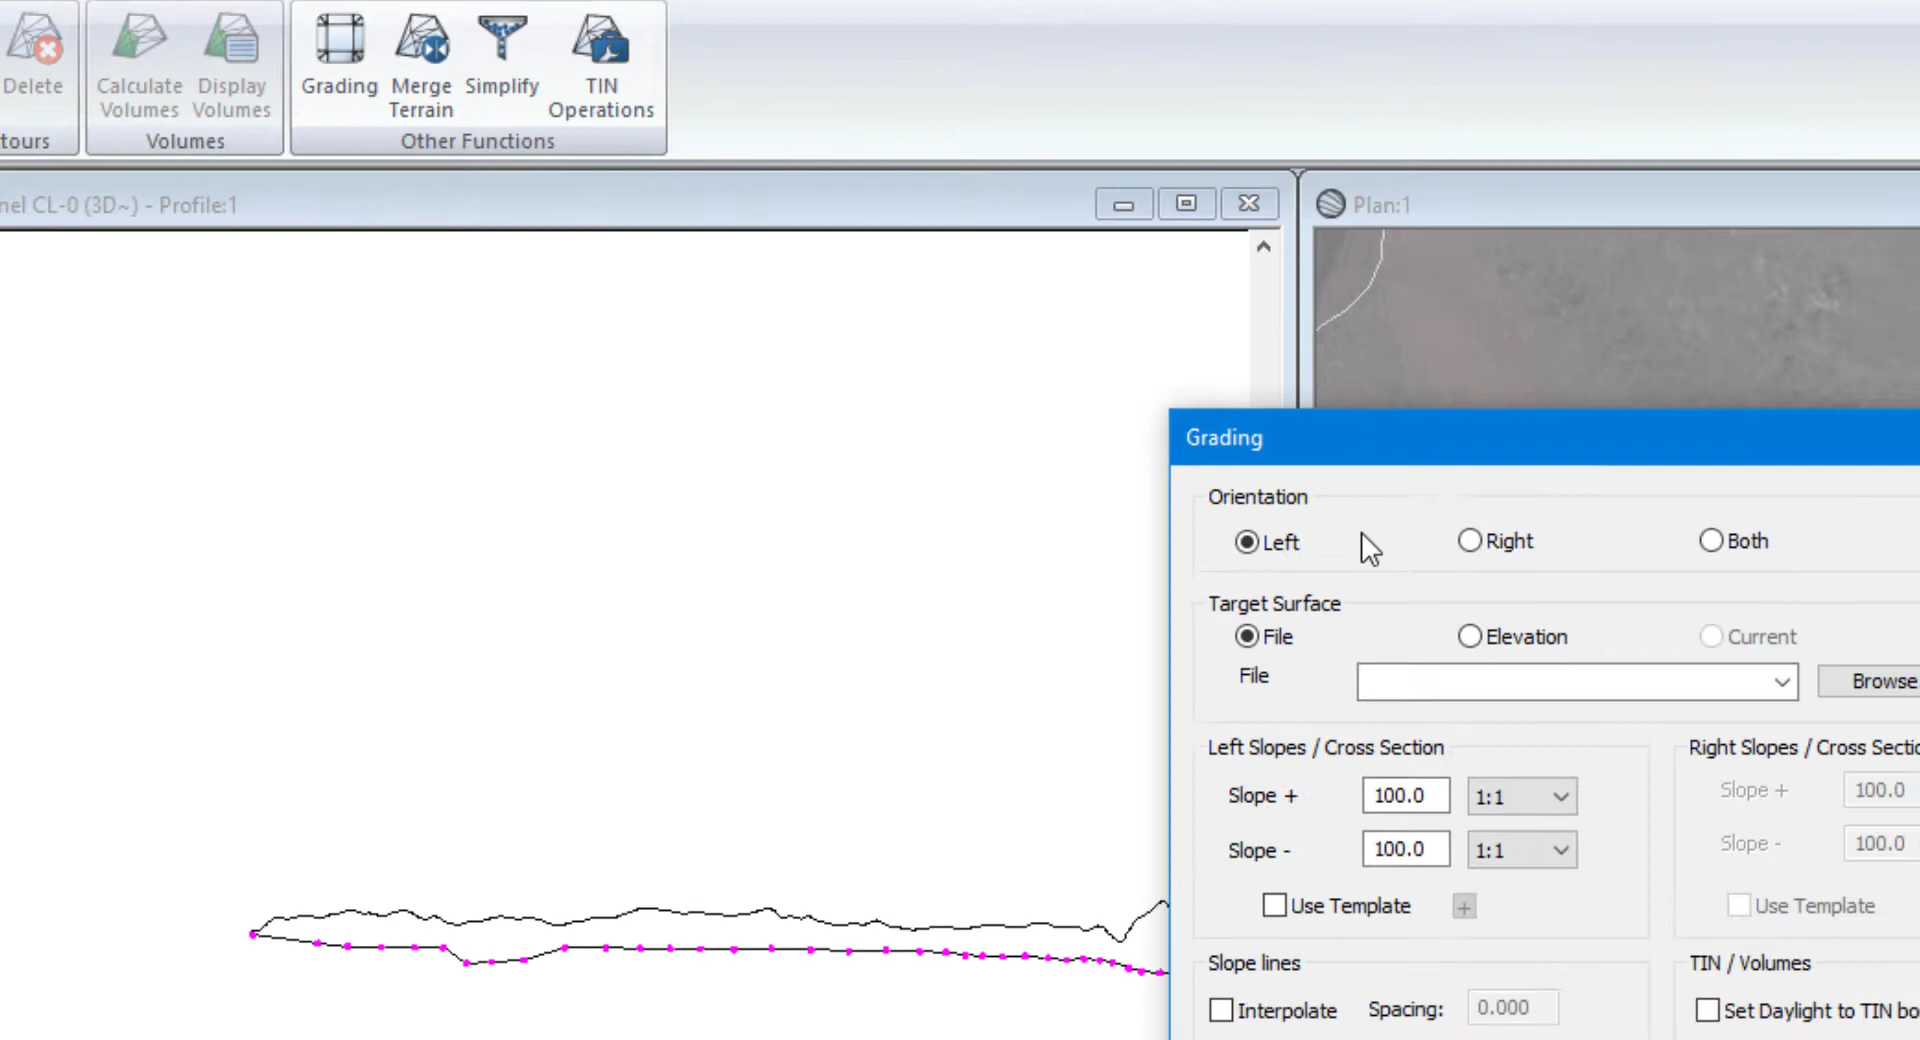 Delete
Calculate Volumes
Display Volumes
Grading
Merge Terrain
Simplify
TIN Operations
tours
Volumes
Other Functions
nel CL-0 (3D~) - Profile:1
Plan:1
Grading
Orientation
Left
Right
Both
Target Surface
File
Elevation
Current
File
Browse
Left Slopes / Cross Section
Right Slopes / Cross Sectio
Slope +
100.0
1:1
Slope +
100.0
Slope -
100.0
1:1
Slope -
100.0
Use Template
+
Use Template
Slope lines
TIN / Volumes
Interpolate
Spacing:
0.000
Set Daylight to TIN bo